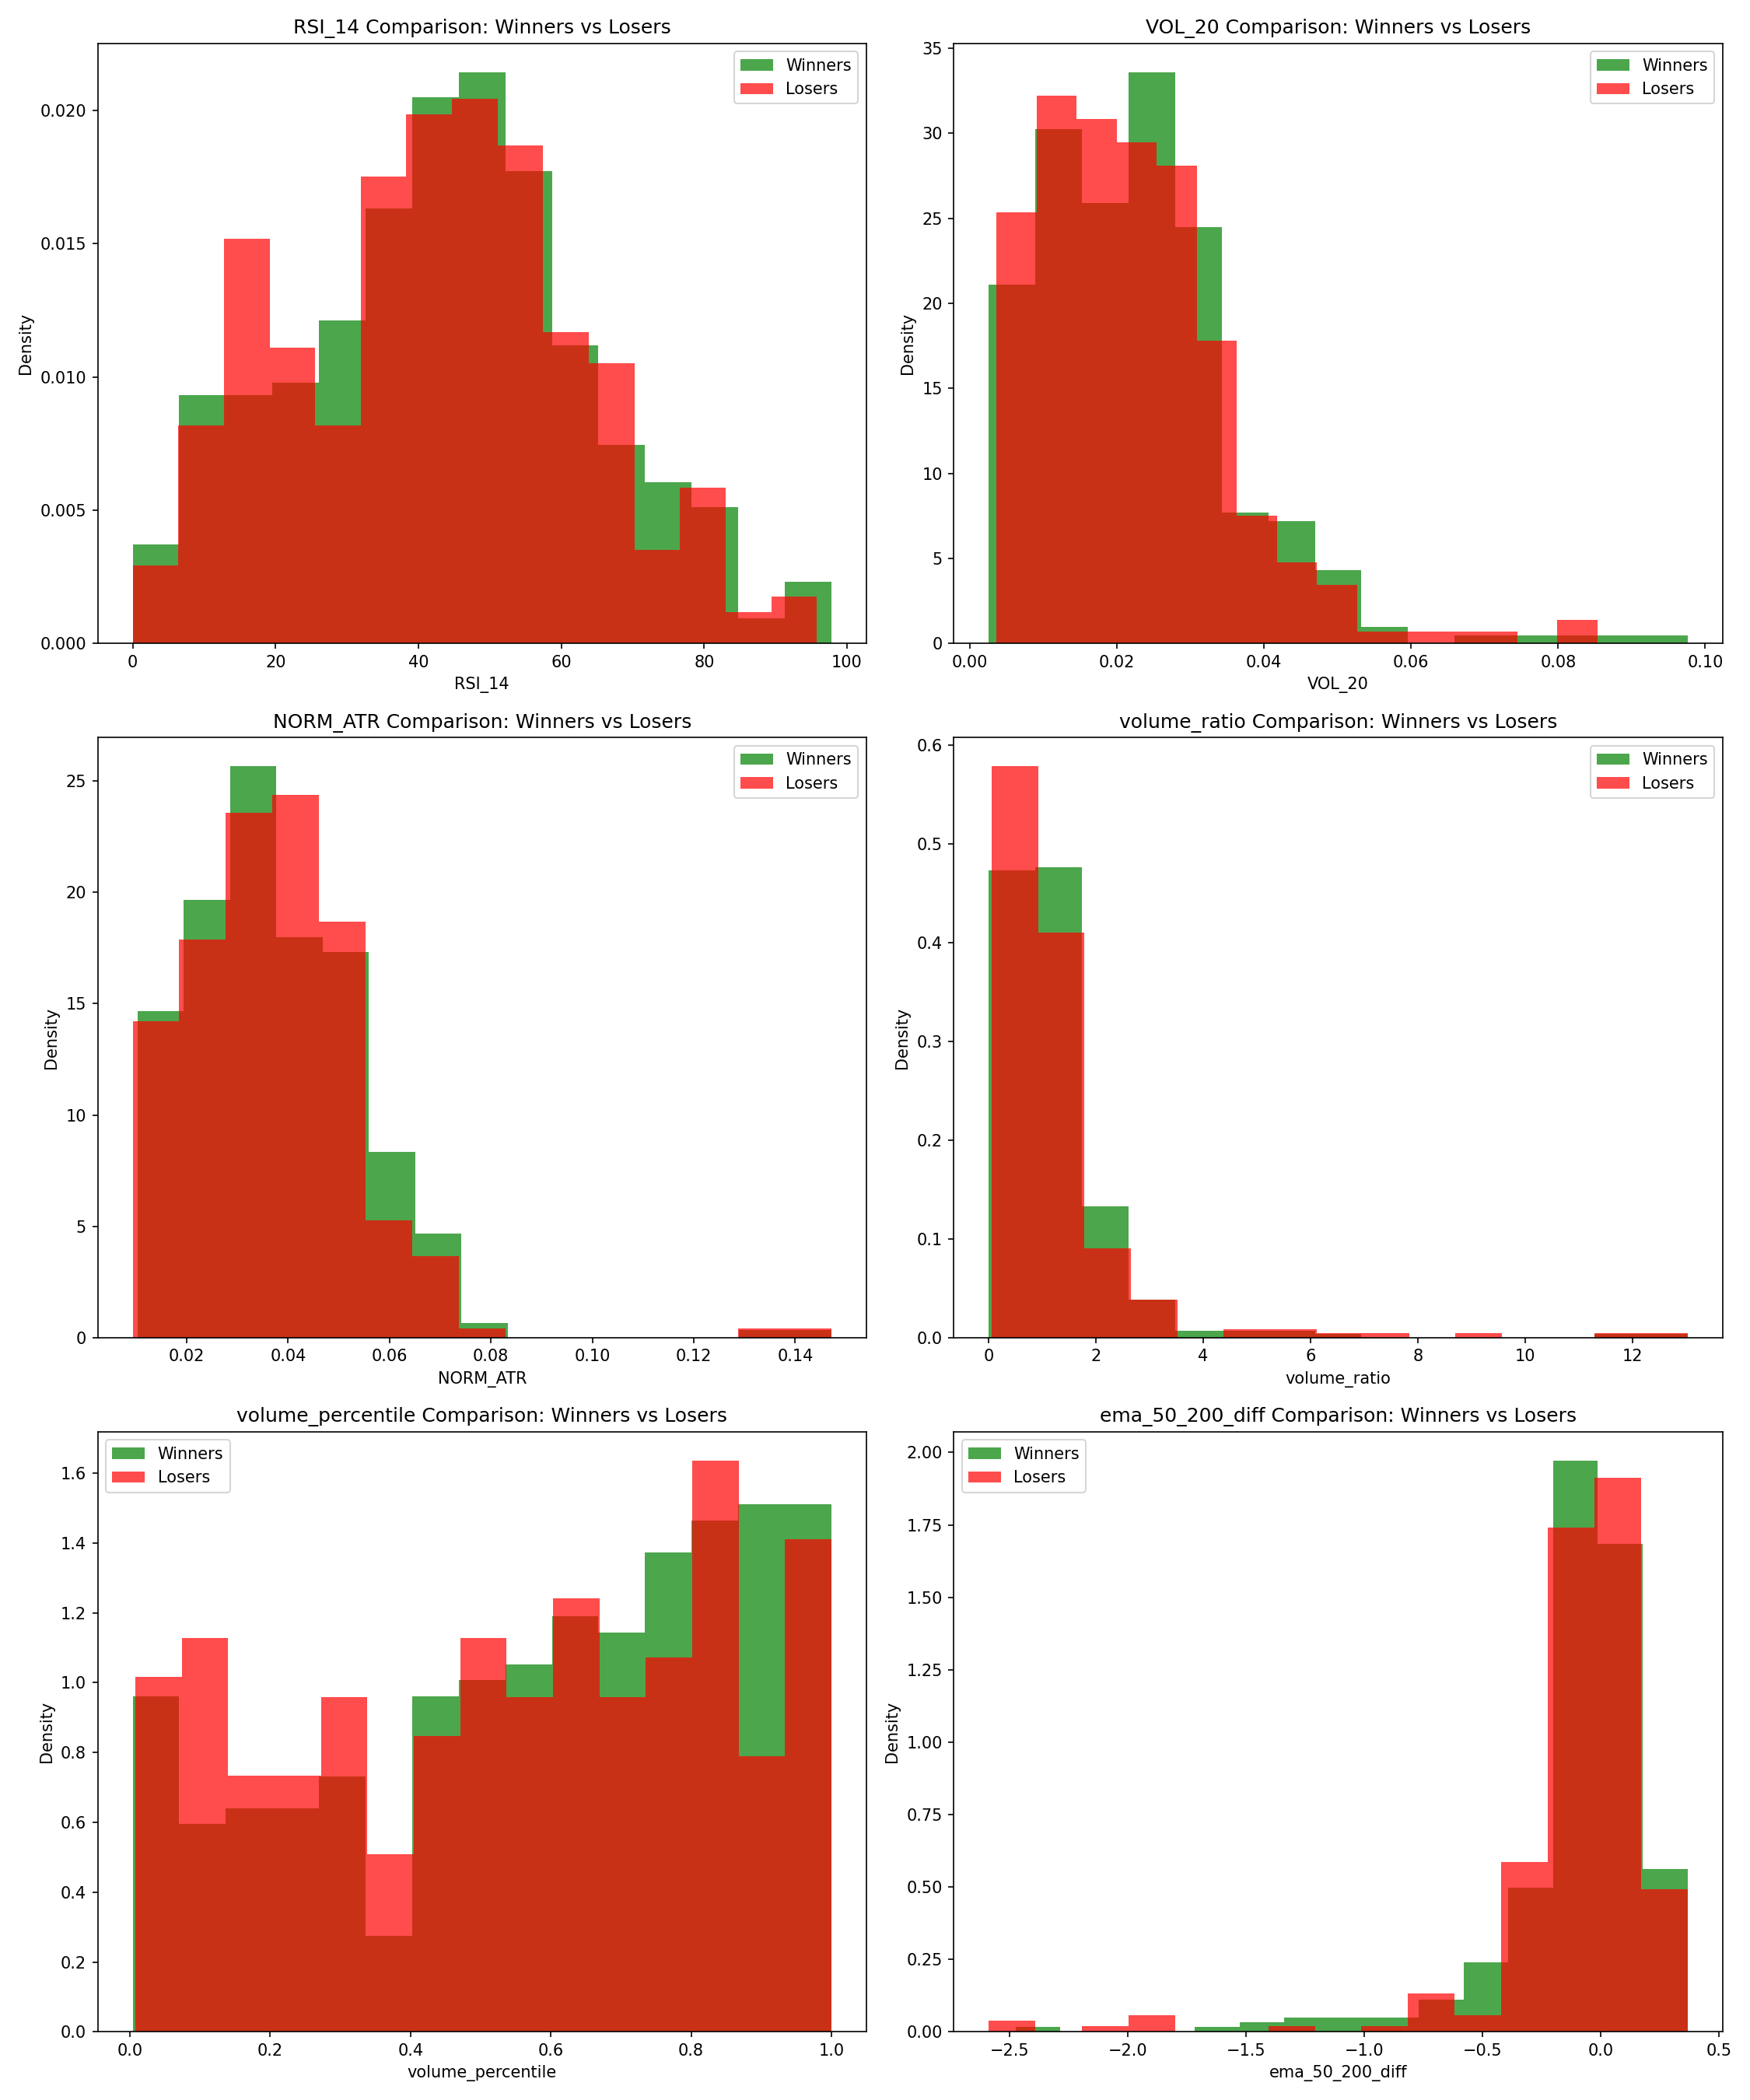 RSI_14 Comparison: Winners vs Losers
Winners
Losers
0.020
0.015
0.010
0.005
0.000
Density
0 20 40 60 80 100
RSI_14
VOL_20 Comparison: Winners vs Losers
Winners
Losers
35
30
25
20
15
10
5
0
Density
0.00 0.02 0.04 0.06 0.08 0.10
VOL_20
NORM_ATR Comparison: Winners vs Losers
Winners
Losers
25
20
15
10
5
0
Density
0.02 0.04 0.06 0.08 0.10 0.12 0.14
NORM_ATR
volume_ratio Comparison: Winners vs Losers
Winners
Losers
0.6
0.5
0.4
0.3
0.2
0.1
0.0
Density
0 2 4 6 8 10 12
volume_ratio
volume_percentile Comparison: Winners vs Losers
Winners
Losers
1.6
1.4
1.2
1.0
0.8
0.6
0.4
0.2
0.0
Density
0.0 0.2 0.4 0.6 0.8 1.0
volume_percentile
ema_50_200_diff Comparison: Winners vs Losers
Winners
Losers
2.00
1.75
1.50
1.25
1.00
0.75
0.50
0.25
0.00
Density
−2.5 −2.0 −1.5 −1.0 −0.5 0.0 0.5
ema_50_200_diff